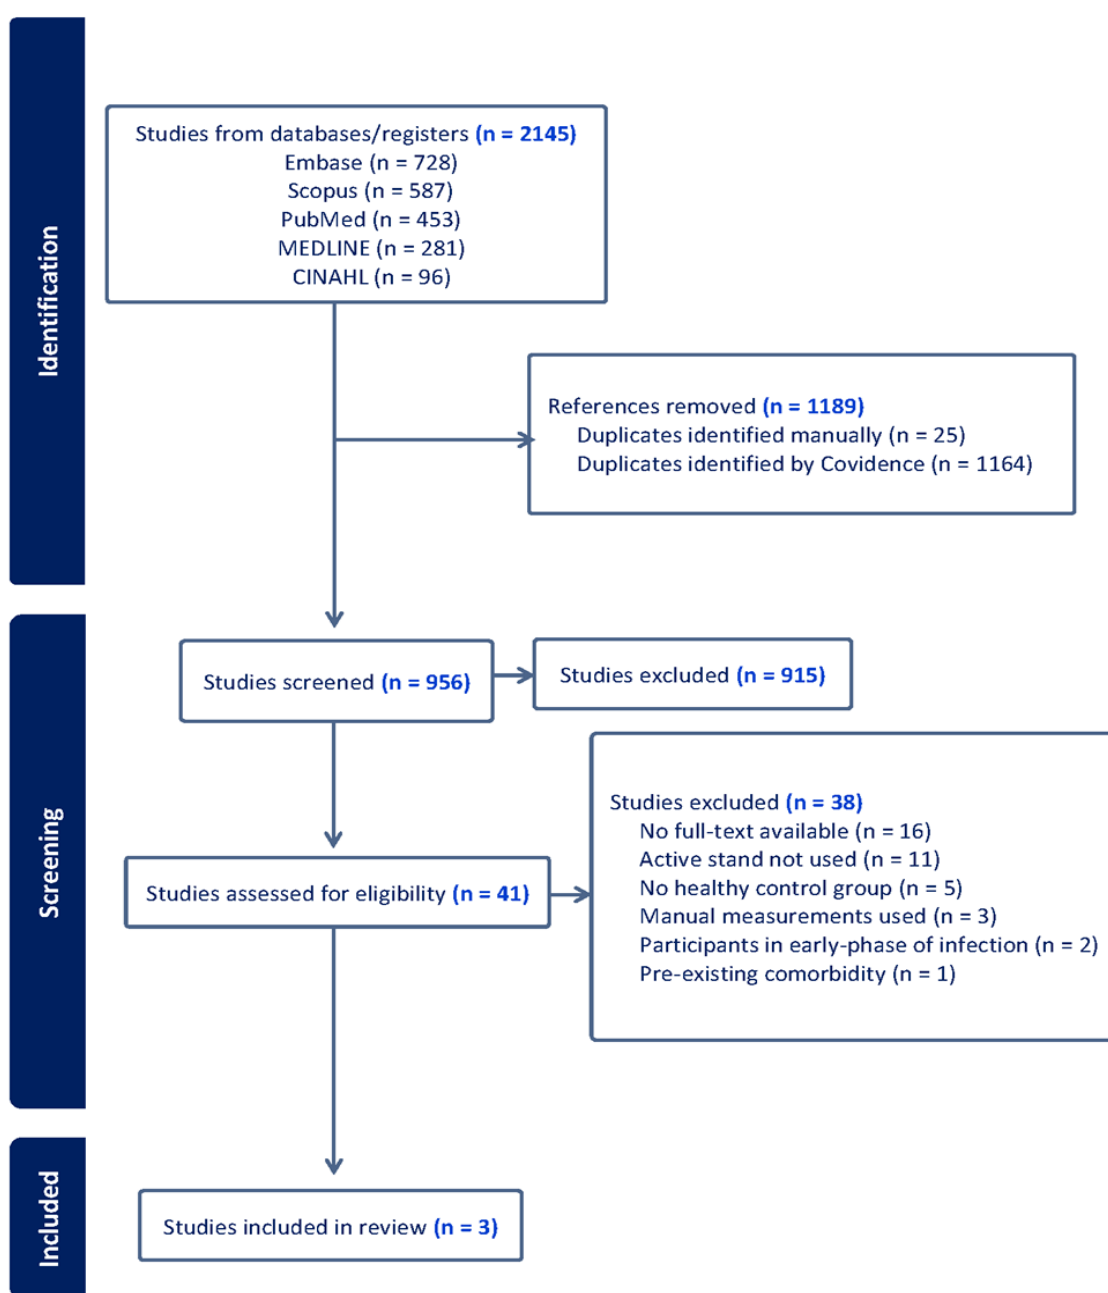 Identification
Studies from databases/registers (n = 2145)
Embase (n = 728)
Scopus (n = 587)
PubMed (n = 453)
MEDLINE (n = 281)
CINAHL (n = 96)
References removed (n = 1189)
Duplicates identified manually (n = 25)
Duplicates identified by Covidence (n = 1164)
Screening
Studies screened (n = 956)
Studies excluded (n = 915)
Studies assessed for eligibility (n = 41)
Studies excluded (n = 38)
No full-text available (n = 16)
Active stand not used (n = 11)
No healthy control group (n = 5)
Manual measurements used (n = 3)
Participants in early-phase of infection (n = 2)
Pre-existing comorbidity (n = 1)
Included
Studies included in review (n = 3)